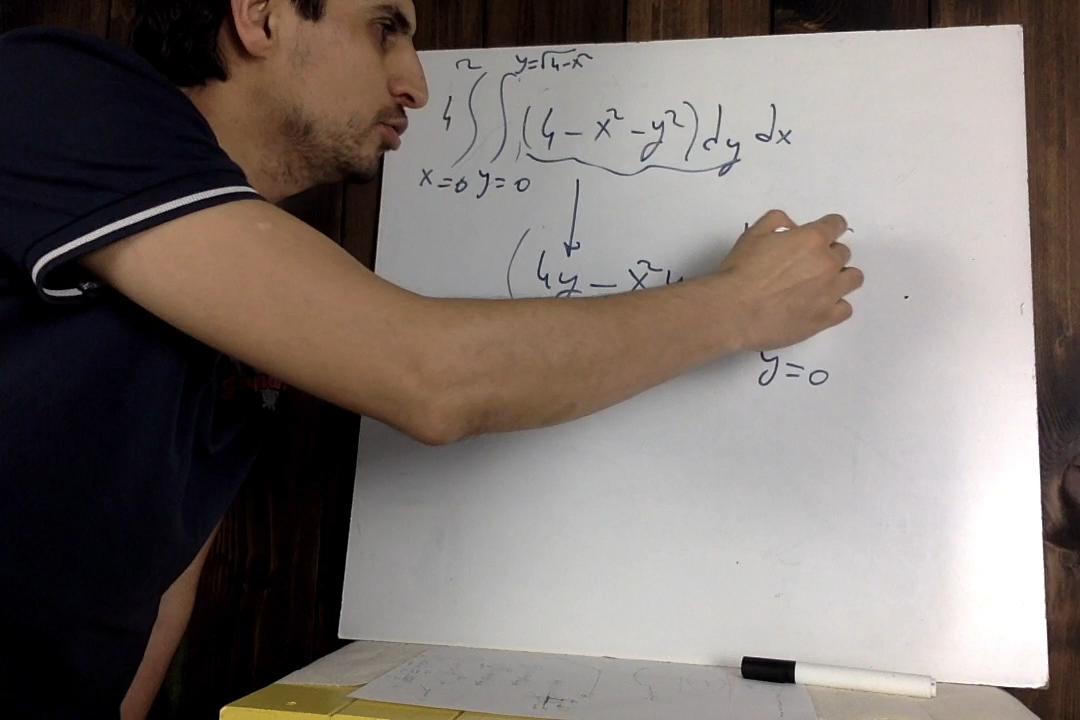 2 y=√4-x²
4 ∫ ∫ (4 - x² - y²) dy dx
x=0 y=0
(4y - x²y
y=0